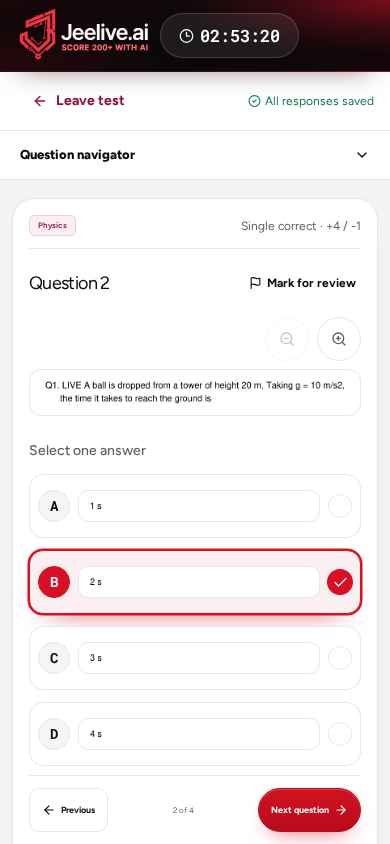 Jeelive.ai
SCORE 200+ WITH AI
02:53:20
Leave test
All responses saved
Question navigator
Physics
Single correct · +4 / -1
Question 2
Mark for review
Q1. LIVE A ball is dropped from a tower of height 20 m. Taking g = 10 m/s2,
the time it takes to reach the ground is
Select one answer
A
1 s
B
2 s
C
3 s
D
4 s
Previous
2 of 4
Next question